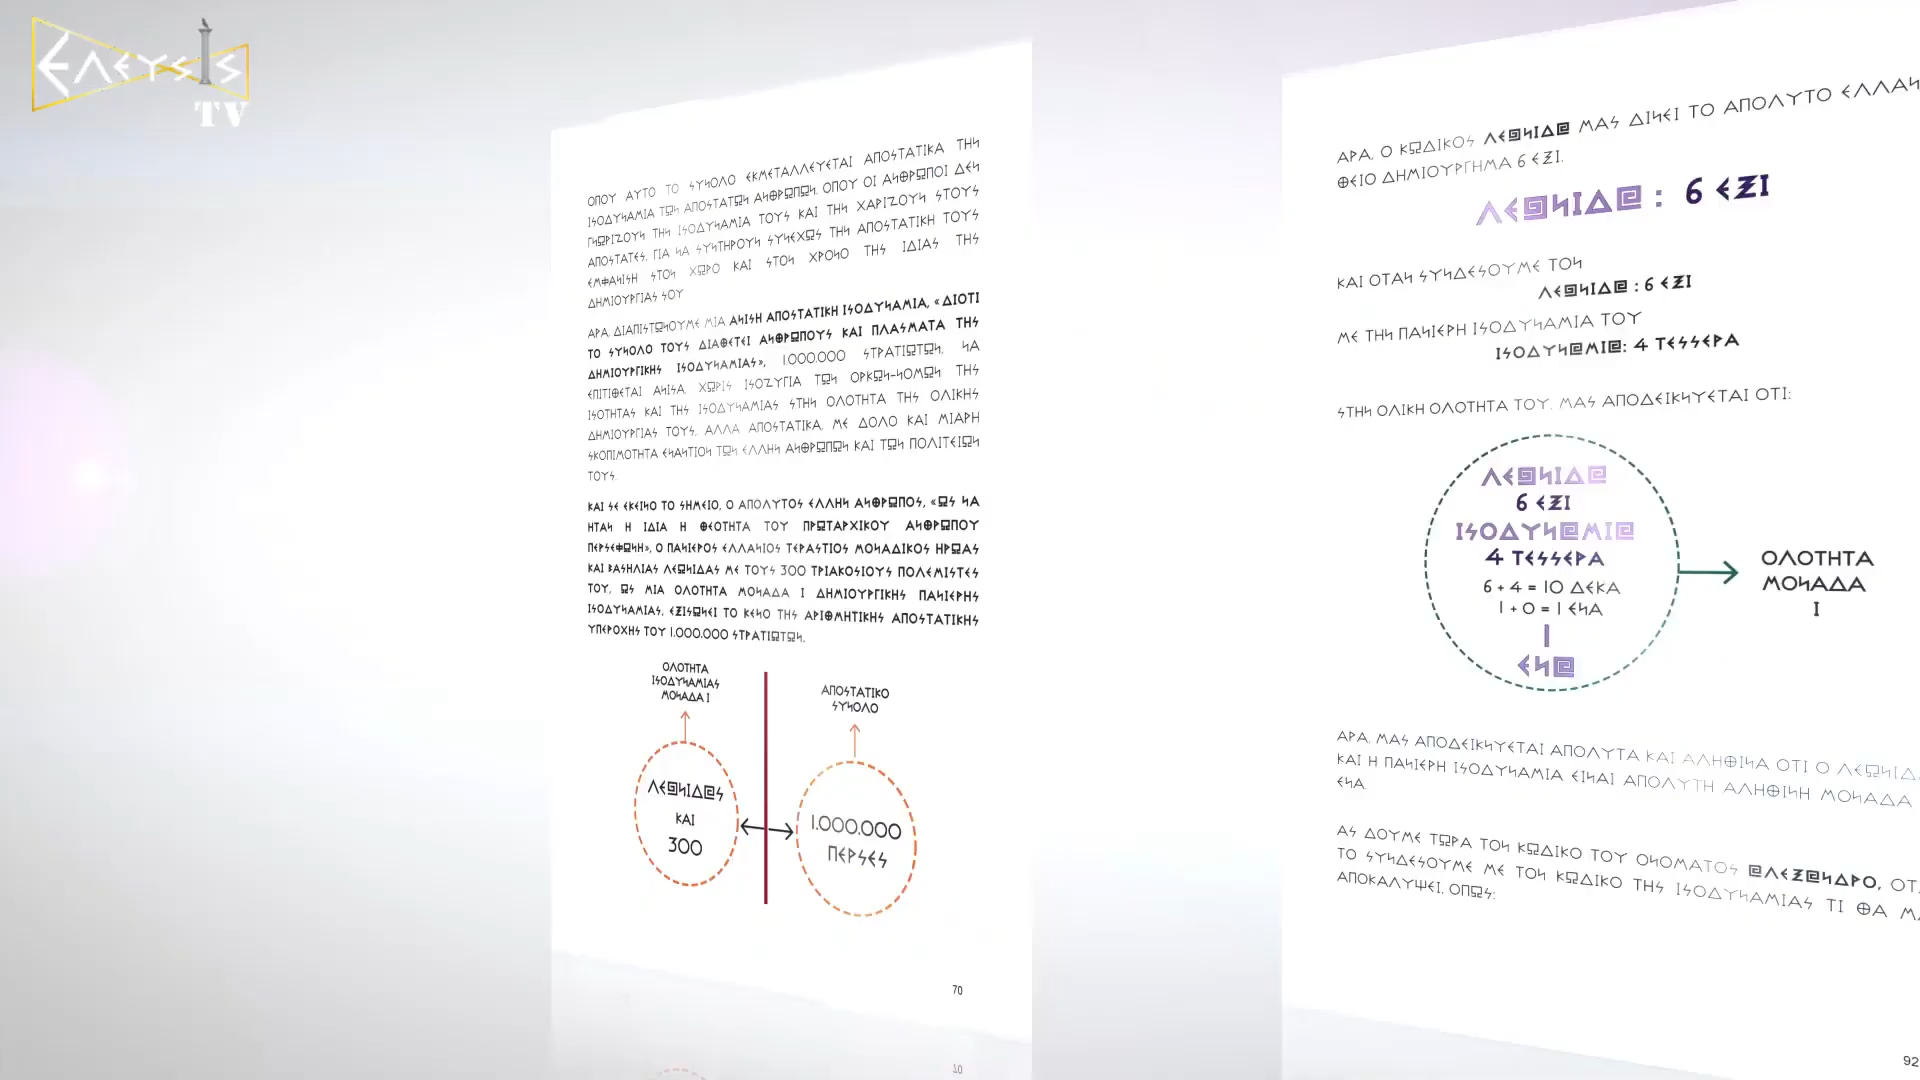 ΕΛΕΥSIS
TV
ΟΠΟΥ ΑΥΤΟ ΤΟ ΣΥΝΟΛΟ ΕΚΜΕΤΑΛΛΕΥΕΤΑΙ ΑΠΟΣΤΑΤΙΚΑ ΤΗΝ
ΙΣΟΔΥΝΑΜΙΑ ΤΩΝ ΑΠΟΣΤΑΤΩΝ ΑΝΘΡΩΠΩΝ, ΟΠΟΥ ΟΙ ΑΝΘΡΩΠΟΙ ΔΕΝ
ΓΝΩΡΙΖΟΥΝ ΤΗΝ ΙΣΟΔΥΝΑΜΙΑ ΤΟΥΣ ΚΑΙ ΤΗΝ ΧΑΡΙΖΟΥΝ ΣΤΟΥΣ
ΑΠΟΣΤΑΤΕΣ, ΓΙΑ ΝΑ ΣΥΝΤΗΡΟΥΝ ΣΥΝΕΧΩΣ ΤΗΝ ΑΠΟΣΤΑΤΙΚΗ ΤΟΥΣ
ΕΜΦΑΝΙΣΗ ΣΤΟΝ ΧΩΡΟ ΚΑΙ ΣΤΟΝ ΧΡΟΝΟ ΤΗΣ ΙΔΙΑΣ ΤΗΣ
ΔΗΜΙΟΥΡΓΙΑΣ ΣΟΥ
ΑΡΑ, ΔΙΑΠΙΣΤΩΝΟΥΜΕ ΜΙΑ ΑΝΙΣΗ ΑΠΟΣΤΑΤΙΚΗ ΙΣΟΔΥΝΑΜΙΑ, «ΔΙΟΤΙ
ΤΟ ΣΥΝΟΛΟ ΤΟΥΣ ΔΙΑΘΕΤΕΙ ΑΝΘΡΩΠΟΥΣ ΚΑΙ ΠΛΑΣΜΑΤΑ ΤΗΣ
ΔΗΜΙΟΥΡΓΙΚΗΣ ΙΣΟΔΥΝΑΜΙΑΣ», 1.000.000 ΣΤΡΑΤΙΩΤΩΝ, ΝΑ
ΕΠΙΤΙΘΕΤΑΙ ΑΝΙΣΑ, ΧΩΡΙΣ ΙΣΟΖΥΓΙΑ ΤΩΝ ΟΡΚΩΝ-ΝΟΜΩΝ ΤΗΣ
ΙΣΟΤΗΤΑΣ ΚΑΙ ΤΗΣ ΙΣΟΔΥΝΑΜΙΑΣ ΣΤΗΝ ΟΛΟΤΗΤΑ ΤΗΣ ΟΛΙΚΗΣ
ΔΗΜΙΟΥΡΓΙΑΣ ΤΟΥΣ, ΑΛΛΑ ΑΠΟΣΤΑΤΙΚΑ, ΜΕ ΔΟΛΟ ΚΑΙ ΜΙΑΡΗ
ΣΚΟΠΙΜΟΤΗΤΑ ΕΝΑΝΤΙΟΝ ΤΩΝ ΕΛΛΗΝ ΑΝΘΡΩΠΩΝ ΚΑΙ ΤΩΝ ΠΟΛΙΤΕΙΩΝ
ΤΟΥΣ.
ΚΑΙ ΣΕ ΕΚΕΙΝΟ ΤΟ ΣΗΜΕΙΟ, Ο ΑΠΟΛΥΤΟΣ ΕΛΛΗΝ ΑΝΘΡΩΠΟΣ, «ΩΣ ΝΑ
ΗΤΑΝ Η ΙΔΙΑ Η ΘΕΟΤΗΤΑ ΤΟΥ ΠΡΩΤΑΡΧΙΚΟΥ ΑΝΘΡΩΠΟΥ
ΠΕΡΣΕΦΩΝΗ», Ο ΠΑΝΙΕΡΟΣ ΕΛΛΑΝΙΟΣ ΤΕΡΑΣΤΙΟΣ ΜΟΝΑΔΙΚΟΣ ΗΡΩΑΣ
ΚΑΙ ΒΑΣΗΛΙΑΣ ΛΕΩΝΙΔΑΣ ΜΕ ΤΟΥΣ 300 ΤΡΙΑΚΟΣΙΟΥΣ ΠΟΛΕΜΙΣΤΕΣ
ΤΟΥ, ΩΣ ΜΙΑ ΟΛΟΤΗΤΑ ΜΟΝΑΔΑ Ι ΔΗΜΙΟΥΡΓΙΚΗΣ ΠΑΝΙΕΡΗΣ
ΙΣΟΔΥΝΑΜΙΑΣ, ΕΞΙΣΩΝΕΙ ΤΟ ΚΕΝΟ ΤΗΣ ΑΡΙΘΜΗΤΙΚΗΣ ΑΠΟΣΤΑΤΙΚΗΣ
ΥΠΕΡΟΧΗΣ ΤΟΥ 1.000.000 ΣΤΡΑΤΙΩΤΩΝ.
ΟΛΟΤΗΤΑ
ΙΣΟΔΥΝΑΜΙΑΣ
ΜΟΝΑΔΑ Ι
ΑΠΟΣΤΑΤΙΚΟ
ΣΥΝΟΛΟ
ΛΕΩΝΙΔΑΣ
ΚΑΙ
300
1.000.000
ΠΕΡΣΕΣ
70
ΑΡΑ, Ο ΚΩΔΙΚΟΣ ΛΕΩΝΙΔΑ ΜΑΣ ΔΙΝΕΙ ΤΟ ΑΠΟΛΥΤΟ ΕΛΛΑΝ
ΘΕΙΟ ΔΗΜΙΟΥΡΓΗΜΑ 6 ΕΞΙ.
ΛΕΩΝΙΔΑ : 6 ΕΞΙ
ΚΑΙ ΟΤΑΝ ΣΥΝΔΕΣΟΥΜΕ ΤΟΝ
ΛΕΩΝΙΔΑ : 6 ΕΞΙ
ΜΕ ΤΗΝ ΠΑΝΙΕΡΗ ΙΣΟΔΥΝΑΜΙΑ ΤΟΥ
ΙΣΟΔΥΝΑΜΙΑ: 4 ΤΕΣΣΕΡΑ
ΣΤΗΝ ΟΛΙΚΗ ΟΛΟΤΗΤΑ ΤΟΥ, ΜΑΣ ΑΠΟΔΕΙΚΝΥΕΤΑΙ ΟΤΙ:
ΛΕΩΝΙΔΑ
6 ΕΞΙ
ΙΣΟΔΥΝΑΜΙΑ
4 ΤΕΣΣΕΡΑ
6 + 4 = 10 ΔΕΚΑ
1 + 0 = 1 ΕΝΑ
Ι
ΕΝΑ
ΟΛΟΤΗΤΑ
ΜΟΝΑΔΑ
Ι
ΑΡΑ, ΜΑΣ ΑΠΟΔΕΙΚΝΥΕΤΑΙ ΑΠΟΛΥΤΑ ΚΑΙ ΑΛΗΘΙΝΑ ΟΤΙ Ο ΛΕΩΝΙΔΑ
ΚΑΙ Η ΠΑΝΙΕΡΗ ΙΣΟΔΥΝΑΜΙΑ ΕΙΝΑΙ ΑΠΟΛΥΤΗ ΑΛΗΘΙΝΗ ΜΟΝΑΔΑ
ΕΝΑ.
ΑΣ ΔΟΥΜΕ ΤΩΡΑ ΤΟΝ ΚΩΔΙΚΟ ΤΟΥ ΟΝΟΜΑΤΟΣ ΑΛΕΞΑΝΔΡΟ, ΟΤ
ΤΟ ΣΥΝΔΕΣΟΥΜΕ ΜΕ ΤΟΝ ΚΩΔΙΚΟ ΤΗΣ ΙΣΟΔΥΝΑΜΙΑΣ ΤΙ ΘΑ Μ
ΑΠΟΚΑΛΥΨΕΙ, ΟΠΩΣ:
92